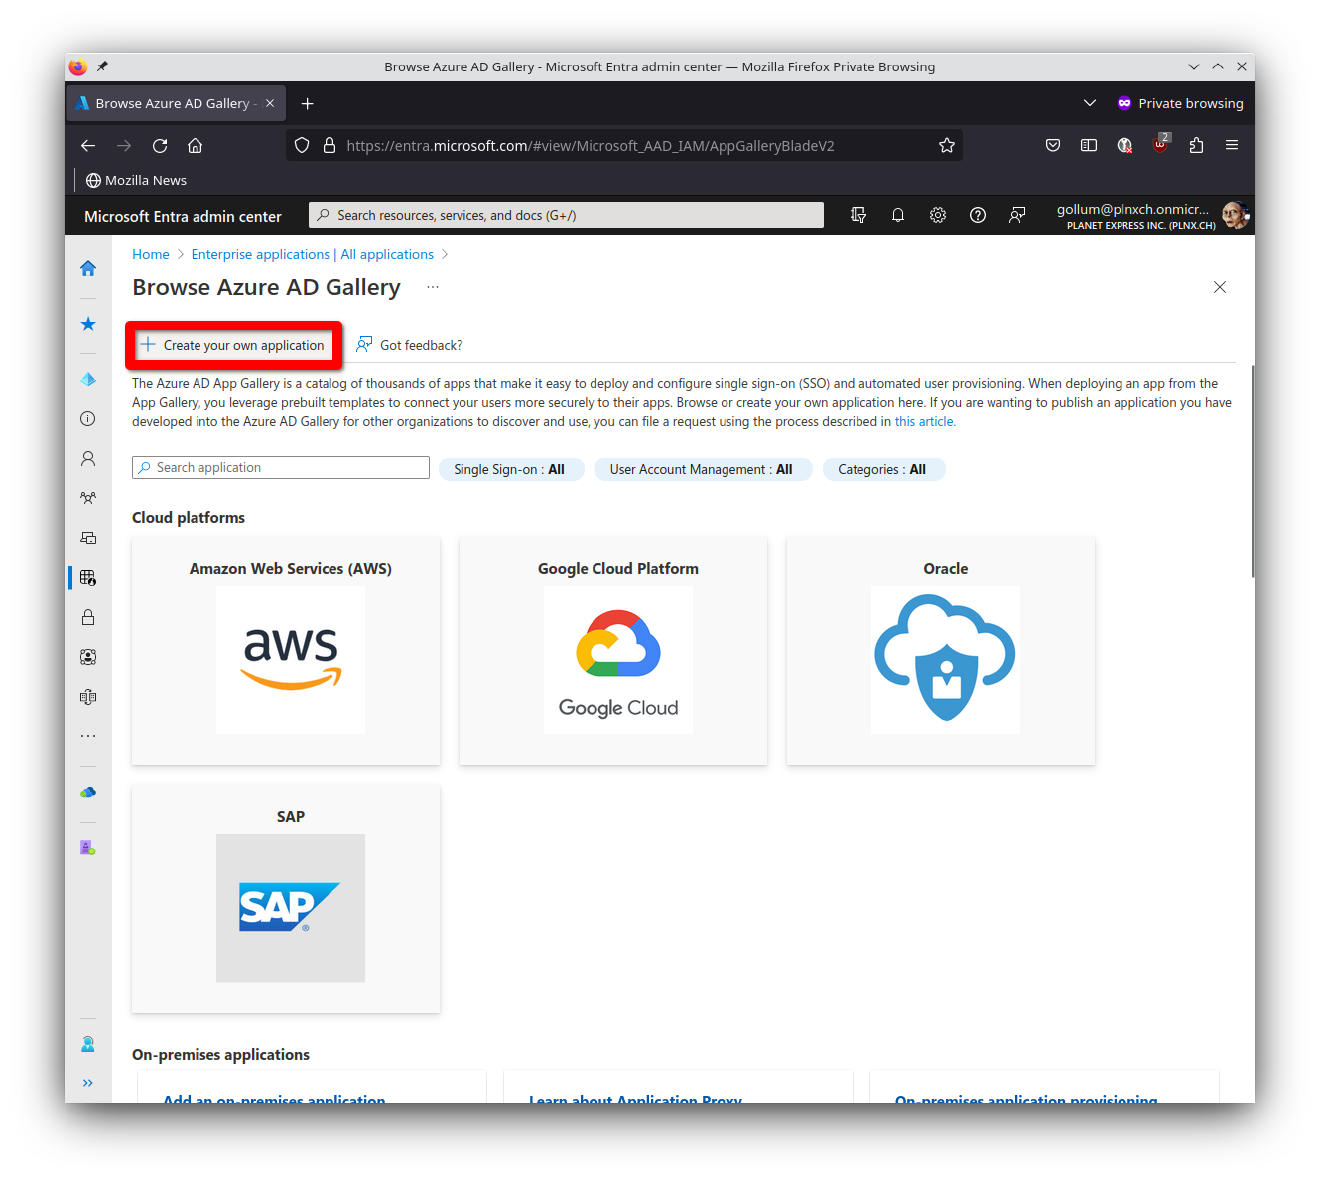 Browse Azure AD Gallery - Microsoft Entra admin center — Mozilla Firefox Private Browsing
Browse Azure AD Gallery -
Private browsing
https://entra.microsoft.com/#view/Microsoft_AAD_IAM/AppGalleryBladeV2
2
Mozilla News
Microsoft Entra admin center
Search resources, services, and docs (G+/)
gollum@plnxch.onmicr...
PLANET EXPRESS INC. (PLNX.CH)
Home > Enterprise applications | All applications >
Browse Azure AD Gallery ...
Create your own application
Got feedback?
The Azure AD App Gallery is a catalog of thousands of apps that make it easy to deploy and configure single sign-on (SSO) and automated user provisioning. When deploying an app from the
App Gallery, you leverage prebuilt templates to connect your users more securely to their apps. Browse or create your own application here. If you are wanting to publish an application you have
developed into the Azure AD Gallery for other organizations to discover and use, you can file a request using the process described in this article.
Search application
Single Sign-on : All
User Account Management : All
Categories : All
Cloud platforms
Amazon Web Services (AWS)
aws
Google Cloud Platform
Google Cloud
Oracle
SAP
SAP®
On-premises applications
Add an on-premises application
Learn about Application Proxy
On-premises application provisioning